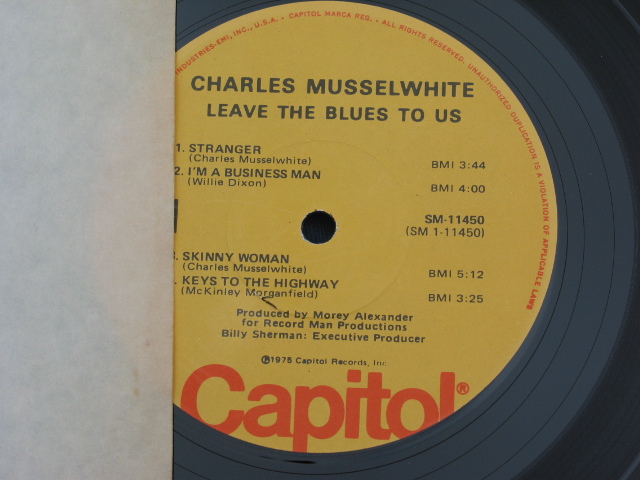 INDUSTRIES-EMI, INC., U.S.A. • CAPITOL MARCA REG. • ALL RIGHTS RESERVED. UNAUTHORIZED DUPLICATION IS A VIOLATION OF APPLICABLE LAWS
CHARLES MUSSELWHITE
LEAVE THE BLUES TO US
1. STRANGER
(Charles Musselwhite) BMI 3:44
2. I'M A BUSINESS MAN
(Willie Dixon) BMI 4:00
SM-11450
(SM 1-11450)
SKINNY WOMAN
(Charles Musselwhite) BMI 5:12
. KEYS TO THE HIGHWAY
(McKinley Morganfield) BMI 3:25
Produced by Morey Alexander
for Record Man Productions
Billy Sherman: Executive Producer
℗1975 Capitol Records, Inc.
Capitol®